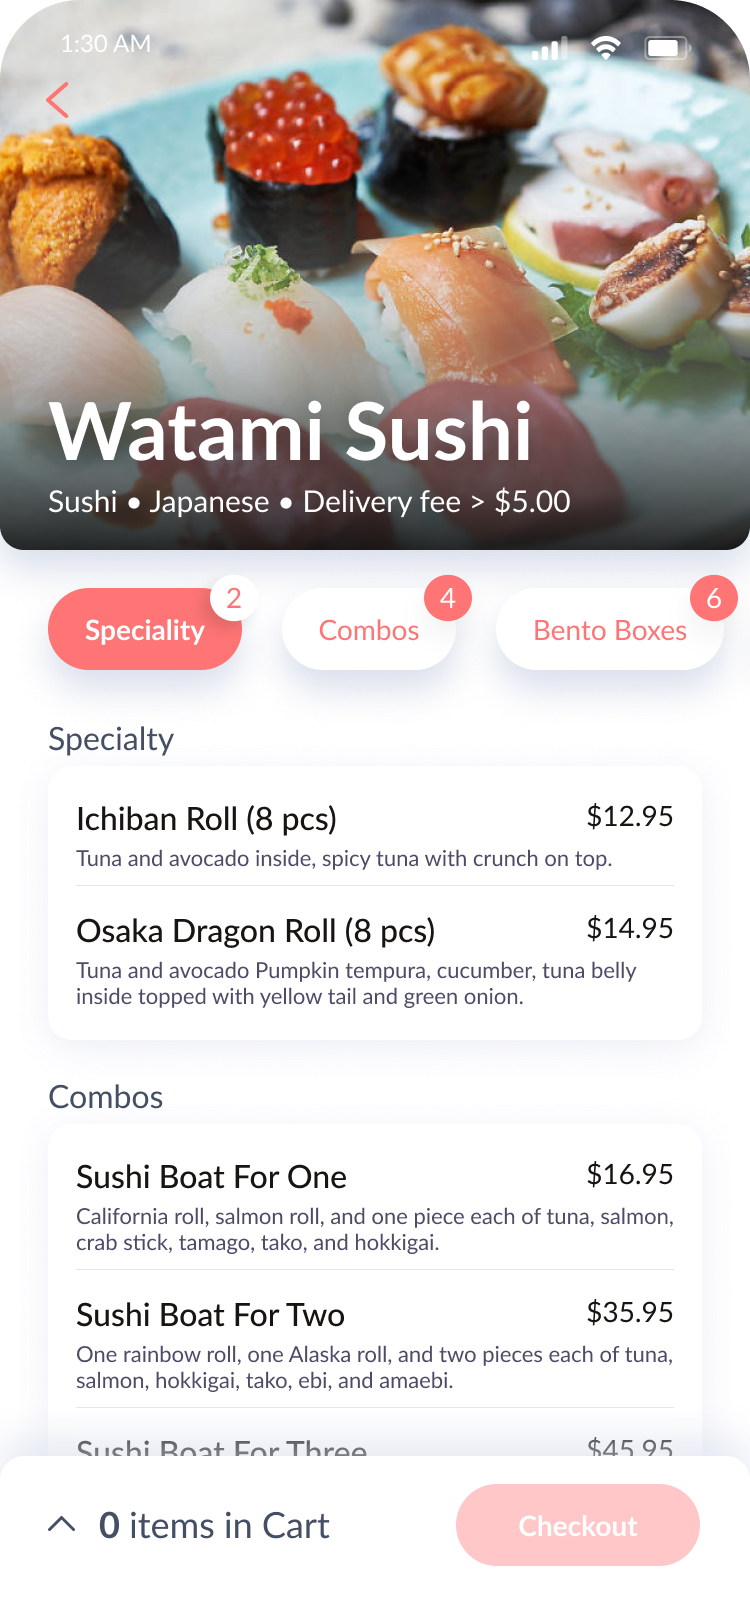 1:30 AM
Watami Sushi
Sushi • Japanese • Delivery fee > $5.00
Speciality 2
Combos 4
Bento Boxes 6
Specialty
Ichiban Roll (8 pcs) $12.95
Tuna and avocado inside, spicy tuna with crunch on top.
Osaka Dragon Roll (8 pcs) $14.95
Tuna and avocado Pumpkin tempura, cucumber, tuna belly
inside topped with yellow tail and green onion.
Combos
Sushi Boat For One $16.95
California roll, salmon roll, and one piece each of tuna, salmon,
crab stick, tamago, tako, and hokkigai.
Sushi Boat For Two $35.95
One rainbow roll, one Alaska roll, and two pieces each of tuna,
salmon, hokkigai, tako, ebi, and amaebi.
Sushi Boat For Three $45.95
0 items in Cart
Checkout